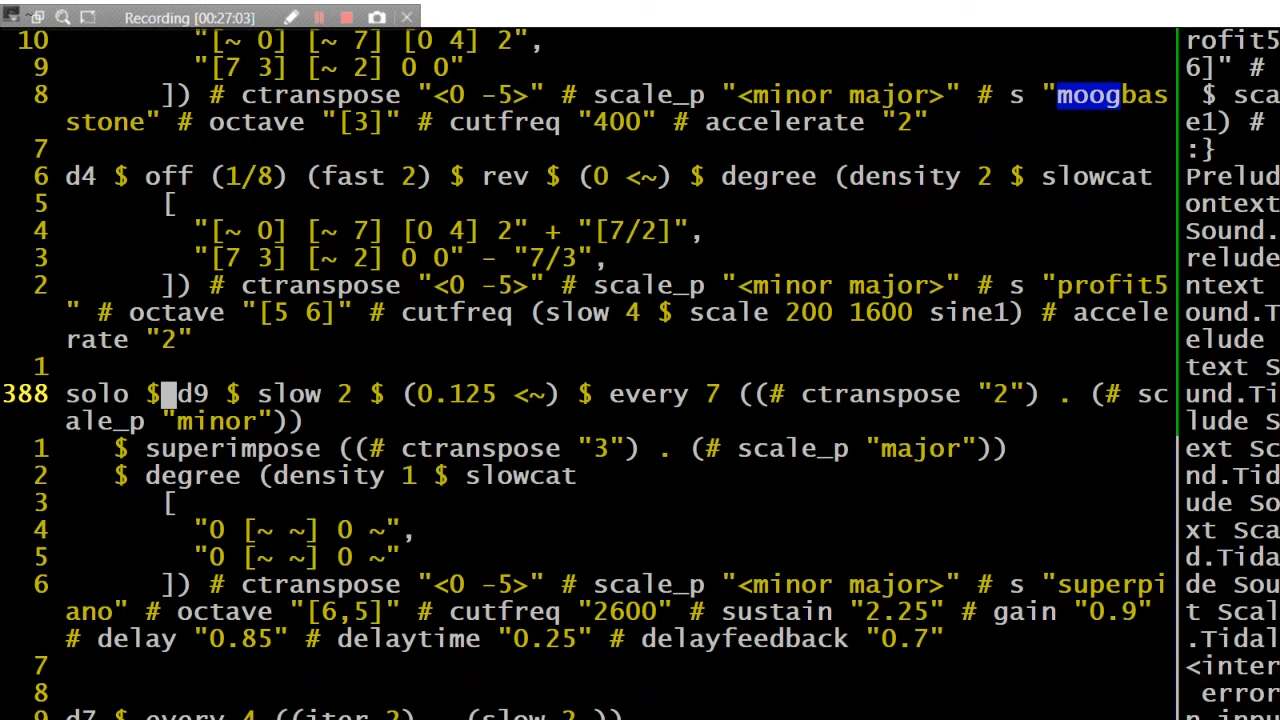 Recording [00:27:03]
10 "[~ 0] [~ 7] [0 4] 2",
9 "[7 3] [~ 2] 0 0"
8 ]) # ctranspose "<0 -5>" # scale_p "<minor major>" # s "moogbas
stone" # octave "[3]" # cutfreq "400" # accelerate "2"
7
6 d4 $ off (1/8) (fast 2) $ rev $ (0 <~) $ degree (density 2 $ slowcat
5 [
4 "[~ 0] [~ 7] [0 4] 2" + "[7/2]",
3 "[7 3] [~ 2] 0 0" - "7/3",
2 ]) # ctranspose "<0 -5>" # scale_p "<minor major>" # s "profit5
" # octave "[5 6]" # cutfreq (slow 4 $ scale 200 1600 sine1) # accele
rate "2"
1
388 solo $ d9 $ slow 2 $ (0.125 <~) $ every 7 ((# ctranspose "2") . (# sc
ale_p "minor"))
1 $ superimpose ((# ctranspose "3") . (# scale_p "major"))
2 $ degree (density 1 $ slowcat
3 [
4 "0 [~ ~] 0 ~",
5 "0 [~ ~] 0 ~"
6 ]) # ctranspose "<0 -5>" # scale_p "<minor major>" # s "superpi
ano" # octave "[6,5]" # cutfreq "2600" # sustain "2.25" # gain "0.9"
# delay "0.85" # delaytime "0.25" # delayfeedback "0.7"
7
8
9 d7 $ every 4 ((iter 2) . (slow 2 ))
rofit5
6]" #
$ sca
e1) #
:}
Prelud
ontext
Sound.
relude
ntext
ound.T
elude
text S
und.Ti
lude S
ext Sc
nd.Tid
ude So
xt Sca
d.Tida
de Sou
t Scal
.Tidal
<inter
error
n inpu